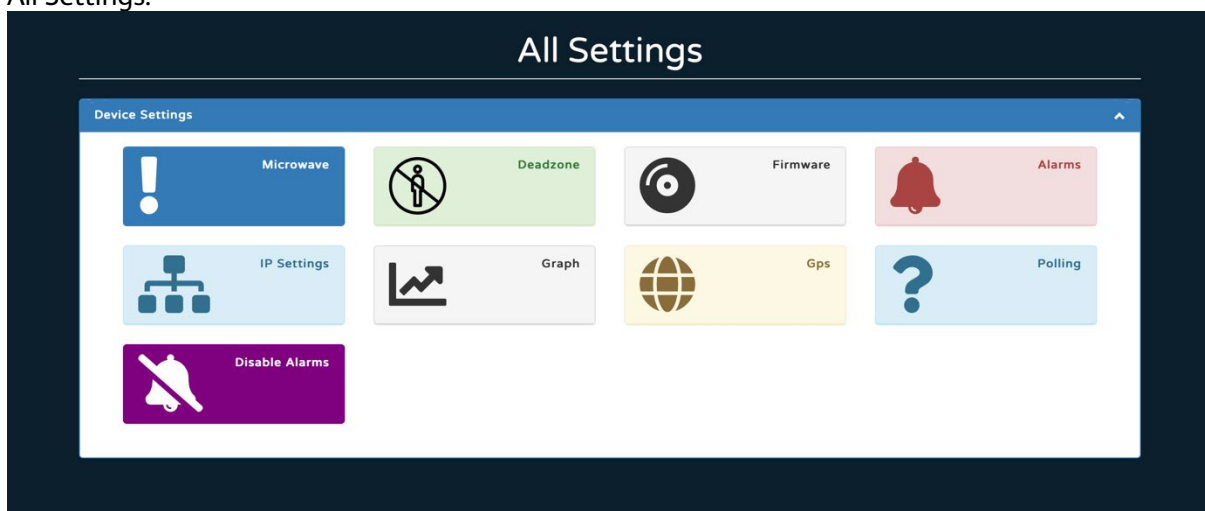 All Settings.
All Settings
Device Settings
Microwave
Deadzone
Firmware
Alarms
IP Settings
Graph
Gps
Polling
Disable Alarms